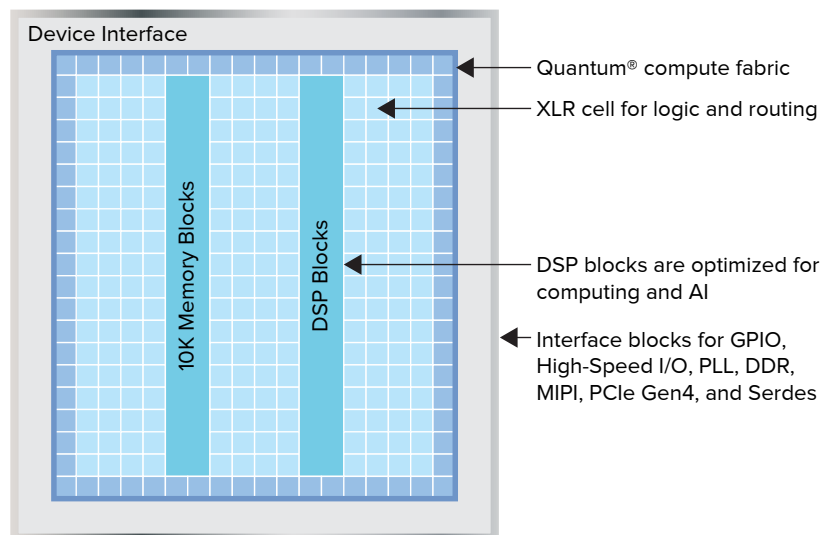 Device Interface
Quantum® compute fabric
XLR cell for logic and routing
10K Memory Blocks
DSP Blocks
DSP blocks are optimized for
computing and AI
Interface blocks for GPIO,
High-Speed I/O, PLL, DDR,
MIPI, PCIe Gen4, and Serdes